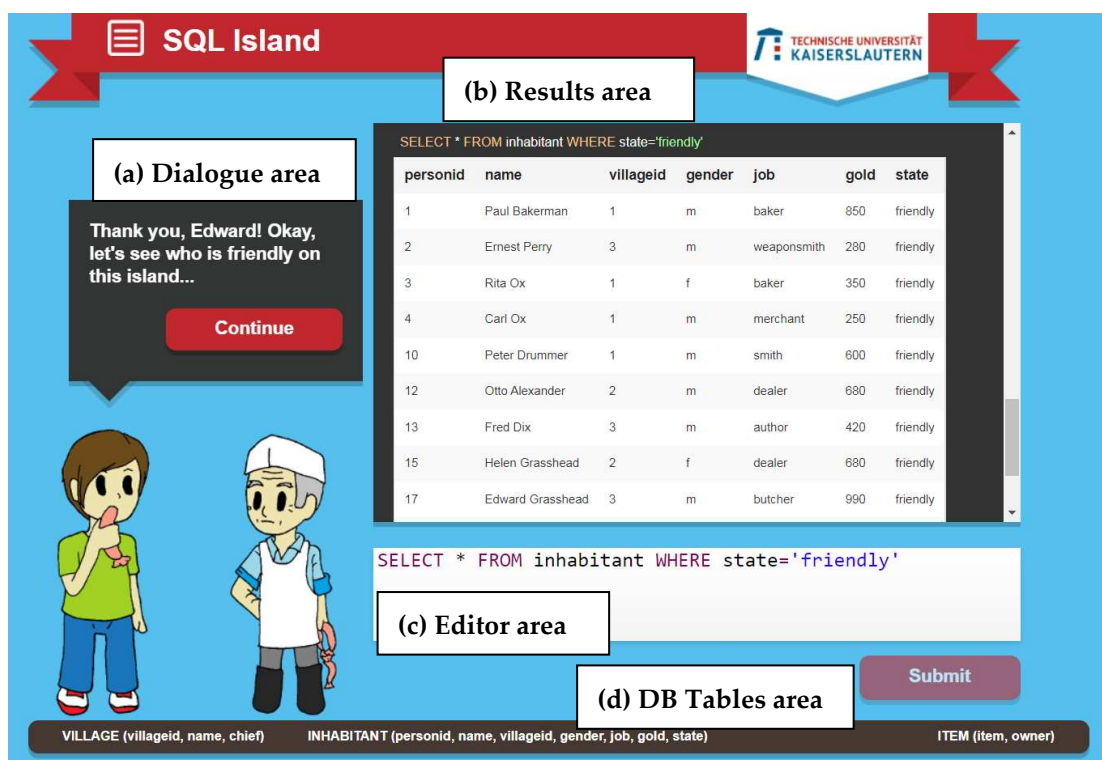 SQL Island
TECHNISCHE UNIVERSITÄT
KAISERSLAUTERN
(b) Results area
(a) Dialogue area
Thank you, Edward! Okay,
let's see who is friendly on
this island...
Continue
SELECT * FROM inhabitant WHERE state='friendly'
personid name villageid gender job gold state
1 Paul Bakerman 1 m baker 850 friendly
2 Ernest Perry 3 m weaponsmith 280 friendly
3 Rita Ox 1 f baker 350 friendly
4 Carl Ox 1 m merchant 250 friendly
10 Peter Drummer 1 m smith 600 friendly
12 Otto Alexander 2 m dealer 680 friendly
13 Fred Dix 3 m author 420 friendly
15 Helen Grasshead 2 f dealer 680 friendly
17 Edward Grasshead 3 m butcher 990 friendly
SELECT * FROM inhabitant WHERE state='friendly'
(c) Editor area
Submit
(d) DB Tables area
VILLAGE (villageid, name, chief) INHABITANT (personid, name, villageid, gender, job, gold, state) ITEM (item, owner)